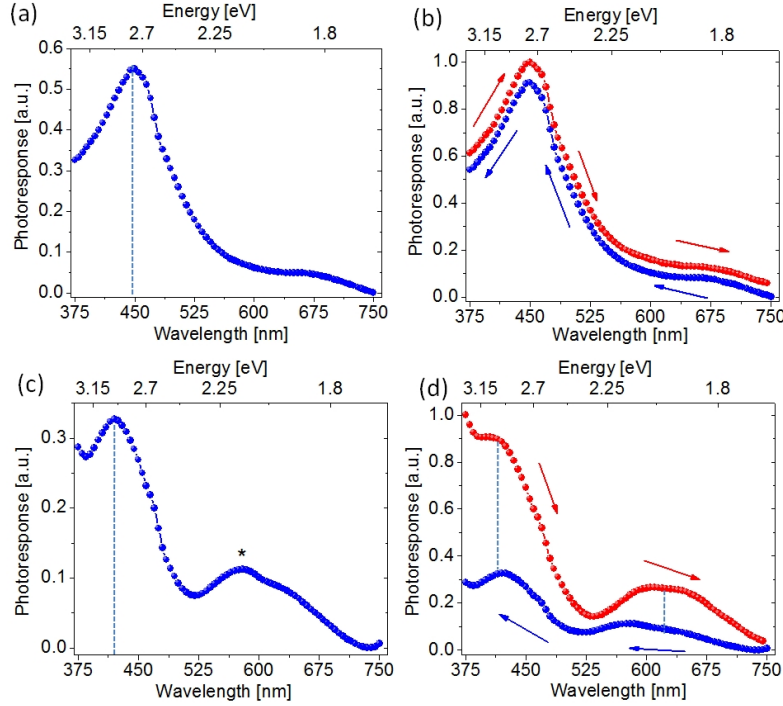 (a)
Energy [eV]
3.15 2.7 2.25 1.8
0.6
0.5
0.4
0.3
0.2
0.1
0.0
Photoresponse [a.u.]
375 450 525 600 675 750
Wavelength [nm]
(b)
Energy [eV]
3.15 2.7 2.25 1.8
1.0
0.8
0.6
0.4
0.2
0.0
Photoresponse [a.u.]
375 450 525 600 675 750
Wavelength [nm]
(c)
Energy [eV]
3.15 2.7 2.25 1.8
0.3
0.2
0.1
0.0
Photoresponse [a.u.]
*
375 450 525 600 675 750
Wavelength [nm]
(d)
Energy [eV]
3.15 2.7 2.25 1.8
1.0
0.8
0.6
0.4
0.2
0.0
Photoresponse [a.u.]
375 450 525 600 675 750
Wavelength [nm]